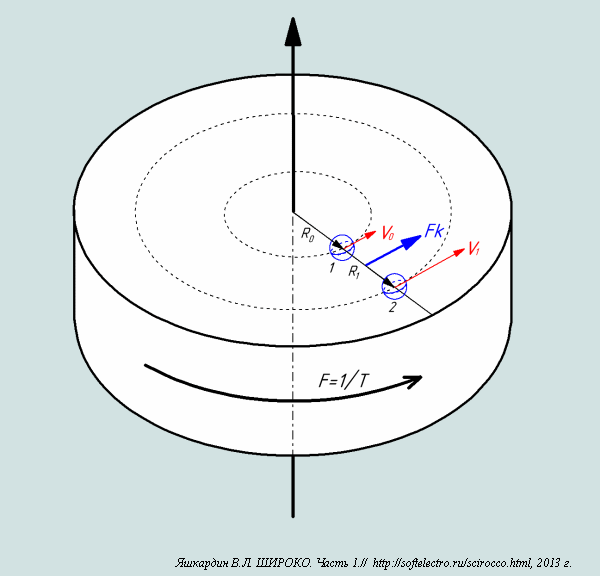 R0
V0
Fk
1
R1
V1
2
F=1/T
Яшкардин В.Л. ШИРОКО. Часть 1.// http://softelectro.ru/scirocco.html, 2013 г.